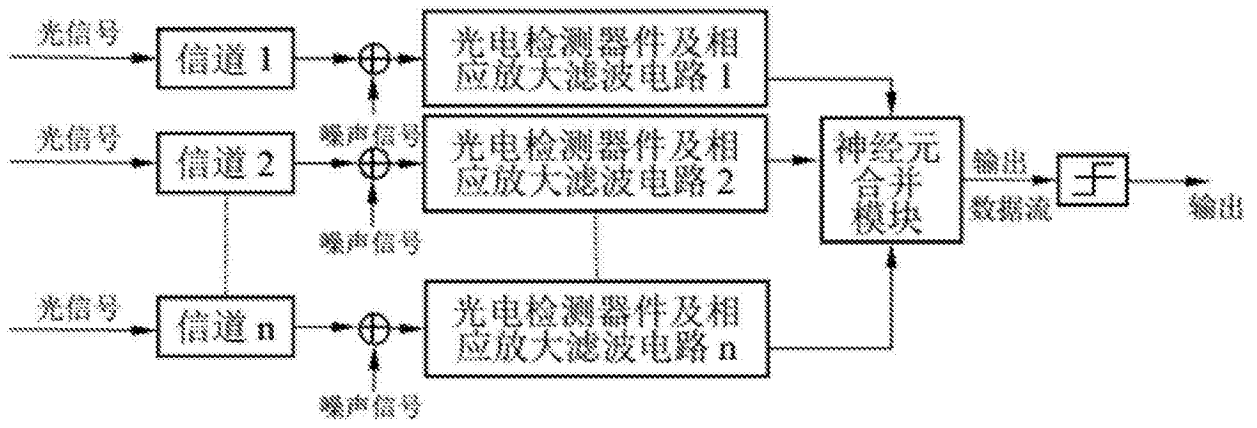 光信号
信道 1
噪声信号
光电检测器件及相
应放大滤波电路 1
光信号
信道 2
噪声信号
光电检测器件及相
应放大滤波电路 2
神经元
合并
模块
输出
数据流
输出
光信号
信道 n
噪声信号
光电检测器件及相
应放大滤波电路 n